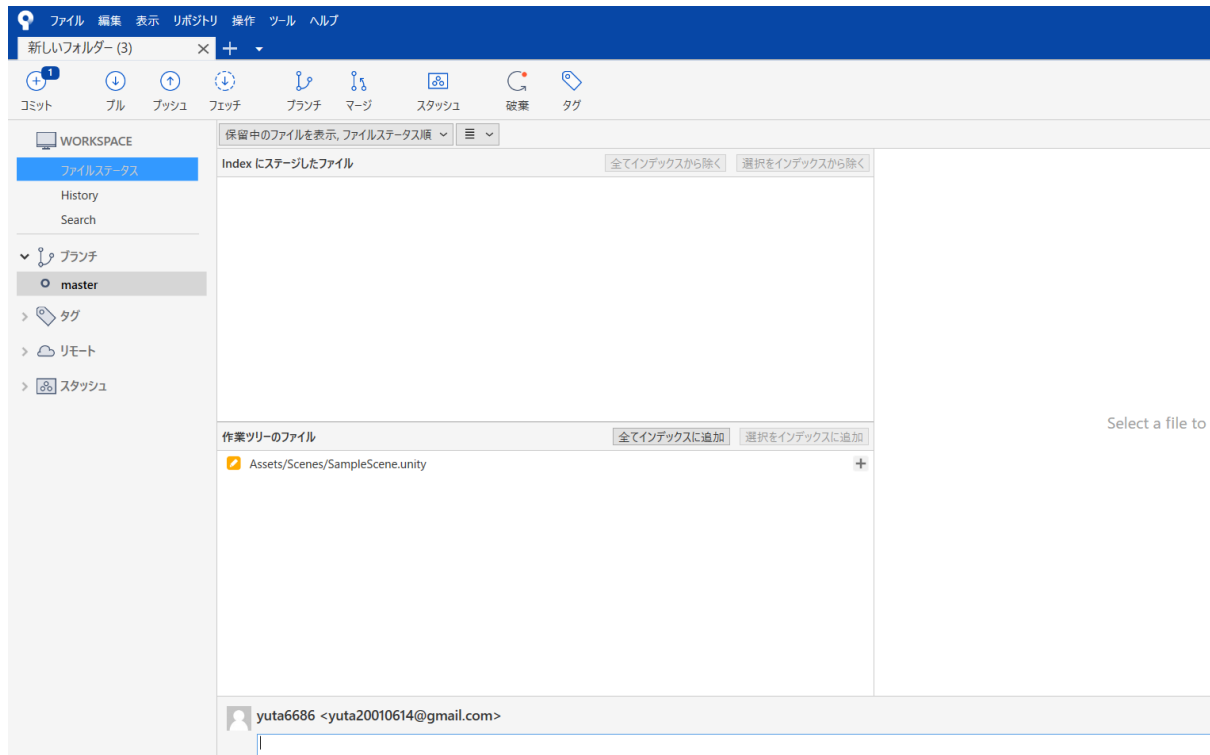 ファイル 編集 表示 リポジトリ 操作 ツール ヘルプ
新しいフォルダー (3)
1
コミット プル プッシュ フェッチ ブランチ マージ スタッシュ 破棄 タグ
WORKSPACE
ファイルステータス
History
Search
ブランチ
master
タグ
リモート
スタッシュ
保留中のファイルを表示, ファイルステータス順
Index にステージしたファイル 全てインデックスから除く 選択をインデックスから除く
作業ツリーのファイル 全てインデックスに追加 選択をインデックスに追加
Assets/Scenes/SampleScene.unity
Select a file to
yuta6686 <yuta20010614@gmail.com>